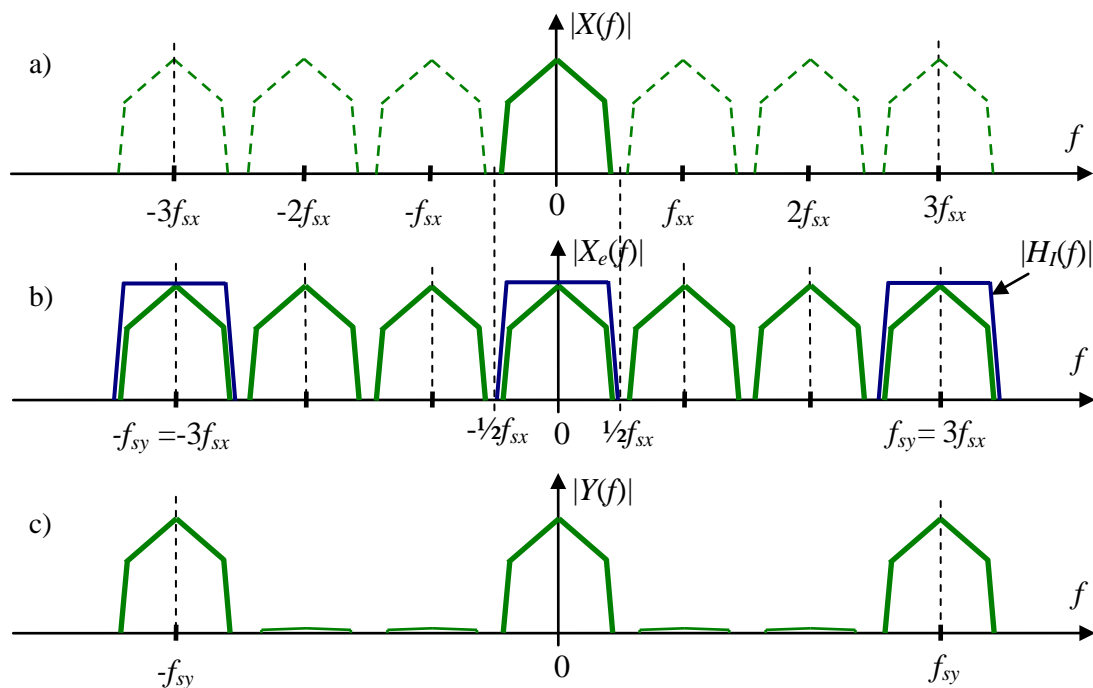 |X(f)|
a)
f
-3fsx -2fsx -fsx 0 fsx 2fsx 3fsx
|Xe(f)| |HI(f)|
b)
f
-fsy =-3fsx -½fsx 0 ½fsx fsy= 3fsx
|Y(f)|
c)
f
-fsy 0 fsy